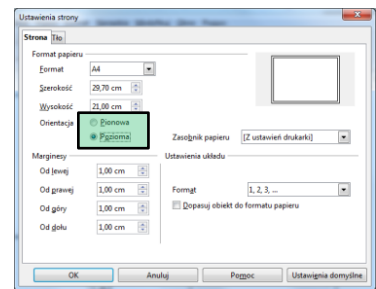 Ustawienia strony
Strona Tło
Format papieru
Format A4
Szerokość 29,70 cm
Wysokość 21,00 cm
Orientacja Pionowa
Pozioma Zasobnik papieru [Z ustawień drukarki]
Marginesy Ustawienia układu
Od lewej 1,00 cm
Od prawej 1,00 cm Format 1, 2, 3, ...
Od góry 1,00 cm Dopasuj obiekt do formatu papieru
Od dołu 1,00 cm
OK Anuluj Pomoc Ustawienia domyślne